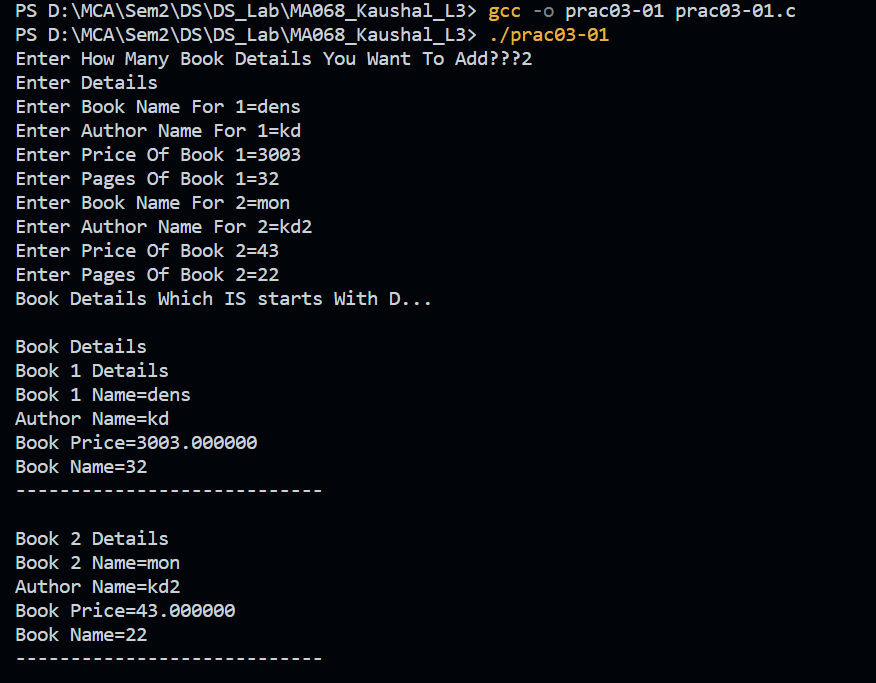 PS D:\MCA\Sem2\DS\DS_Lab\MA068_Kaushal_L3> gcc -o prac03-01 prac03-01.c
PS D:\MCA\Sem2\DS\DS_Lab\MA068_Kaushal_L3> ./prac03-01
Enter How Many Book Details You Want To Add???2
Enter Details
Enter Book Name For 1=dens
Enter Author Name For 1=kd
Enter Price Of Book 1=3003
Enter Pages Of Book 1=32
Enter Book Name For 2=mon
Enter Author Name For 2=kd2
Enter Price Of Book 2=43
Enter Pages Of Book 2=22
Book Details Which IS starts With D...

Book Details
Book 1 Details
Book 1 Name=dens
Author Name=kd
Book Price=3003.000000
Book Name=32
----------------------------

Book 2 Details
Book 2 Name=mon
Author Name=kd2
Book Price=43.000000
Book Name=22
----------------------------